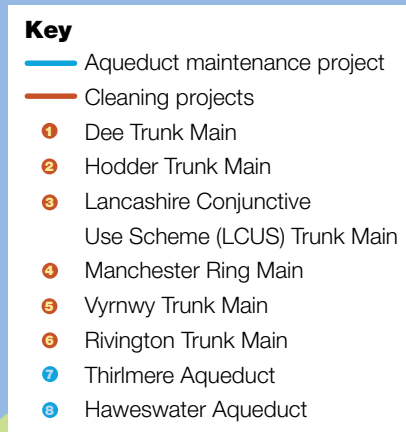 Key
Aqueduct maintenance project
Cleaning projects
1 Dee Trunk Main
2 Hodder Trunk Main
3 Lancashire Conjunctive
Use Scheme (LCUS) Trunk Main
4 Manchester Ring Main
5 Vyrnwy Trunk Main
6 Rivington Trunk Main
7 Thirlmere Aqueduct
8 Haweswater Aqueduct